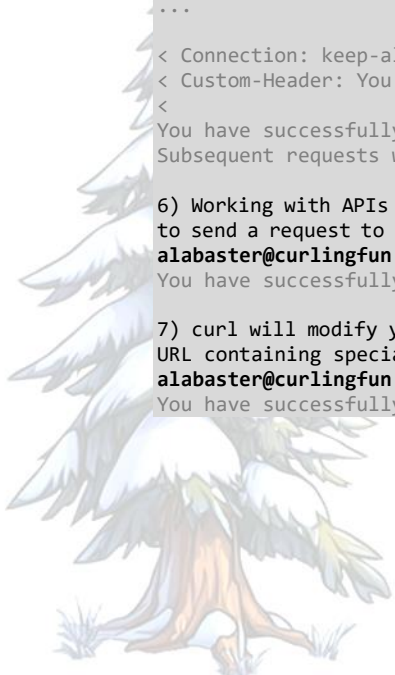 ...
< Connection: keep-al
< Custom-Header: You
<
You have successfully
Subsequent requests w
6) Working with APIs
to send a request to
alabaster@curlingfun
You have successfully
7) curl will modify y
URL containing specia
alabaster@curlingfun
You have successfully